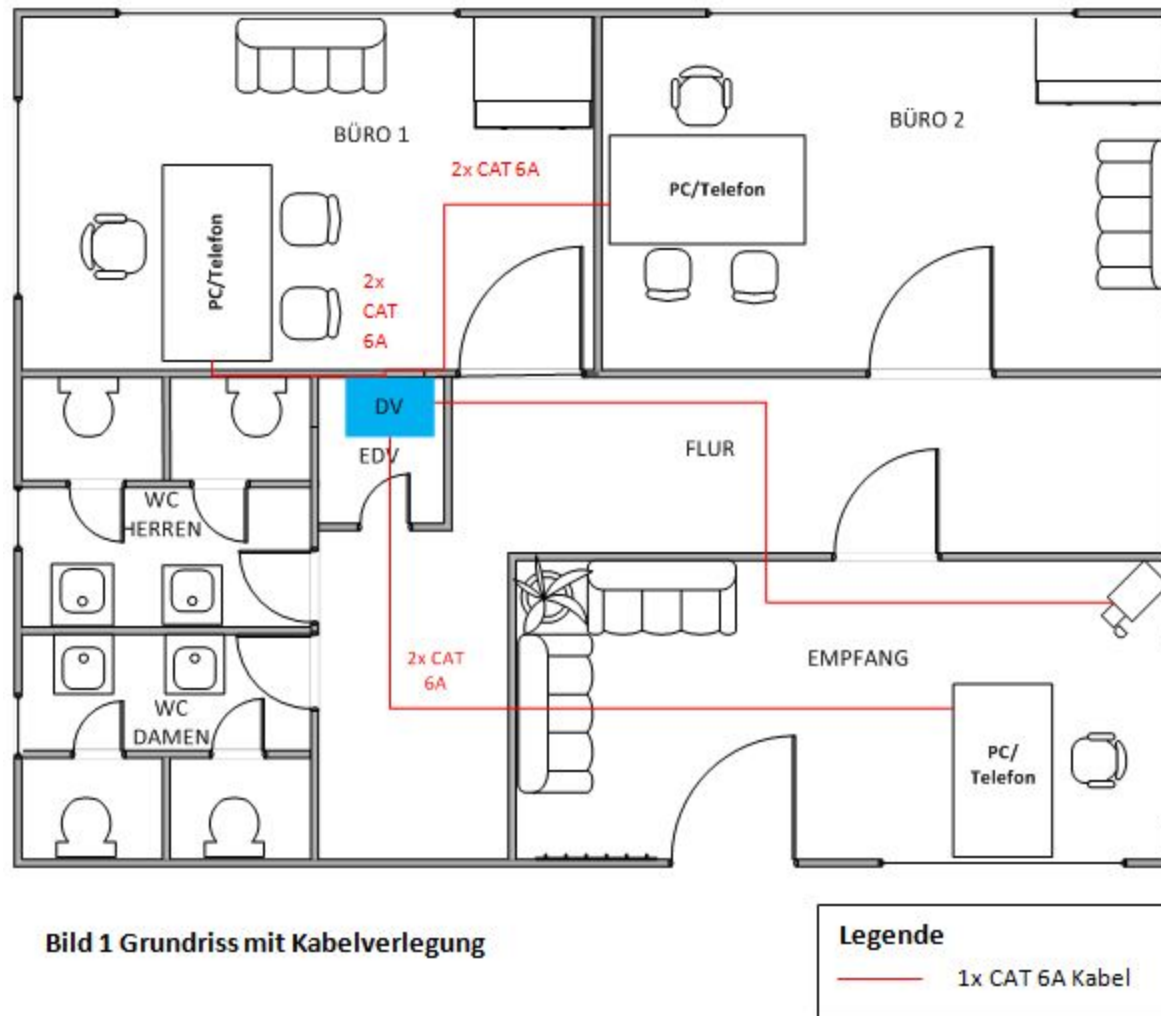 BÜRO 1
BÜRO 2
2x CAT 6A
PC/Telefon
PC/Telefon
2x
CAT
6A
DV
EDV
FLUR
WC
HERREN
2x CAT
6A
EMPFANG
WC
DAMEN
PC/
Telefon
Bild 1 Grundriss mit Kabelverlegung
Legende
1x CAT 6A Kabel